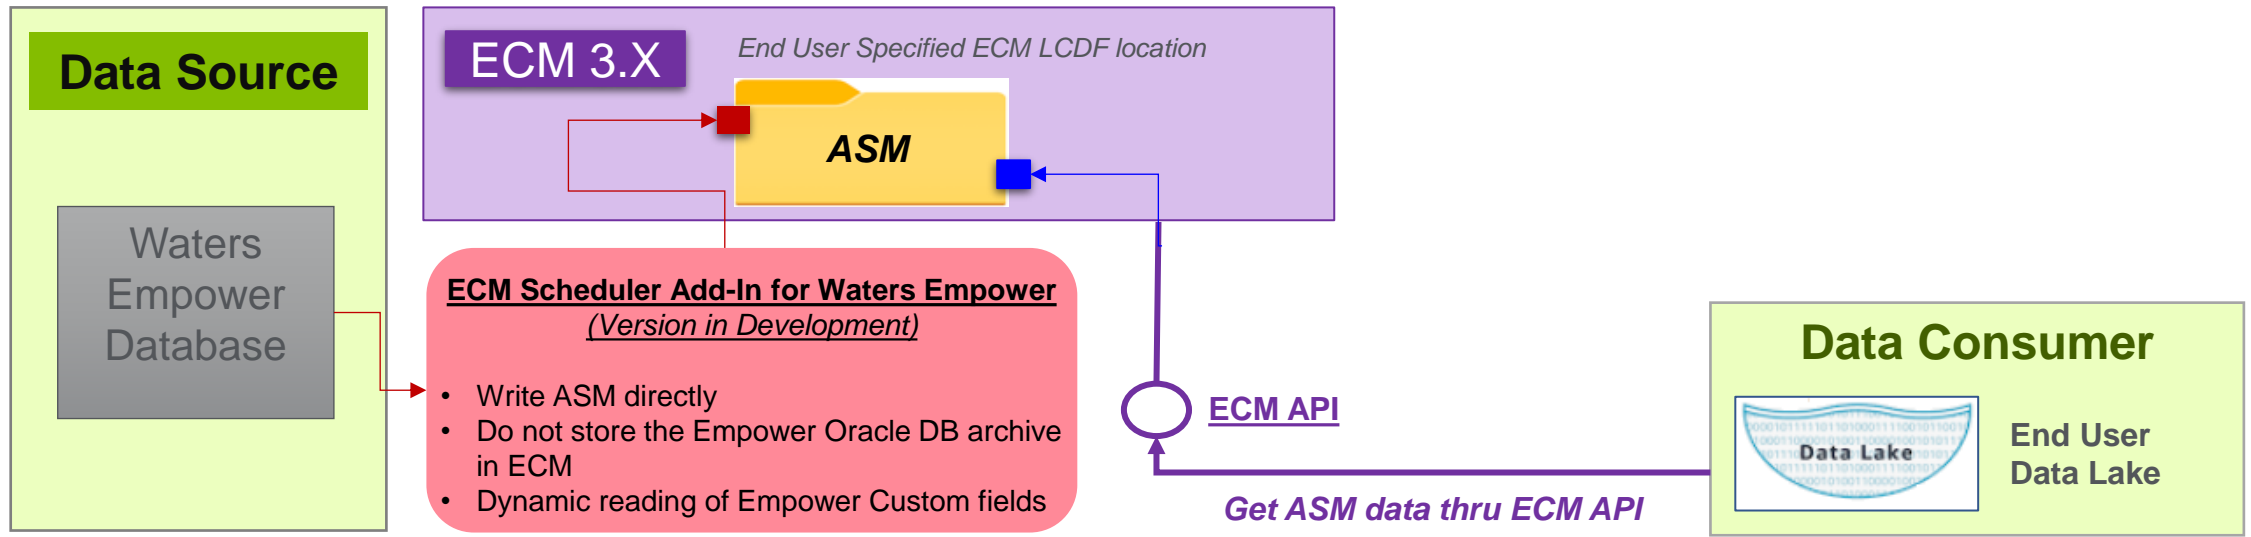 Data Source
Waters
Empower
Database
ECM 3.X
End User Specified ECM LCDF location
ASM
ECM Scheduler Add-In for Waters Empower
(Version in Development)
• Write ASM directly
• Do not store the Empower Oracle DB archive
in ECM
• Dynamic reading of Empower Custom fields
ECM API
Get ASM data thru ECM API
Data Consumer
Data Lake
End User
Data Lake